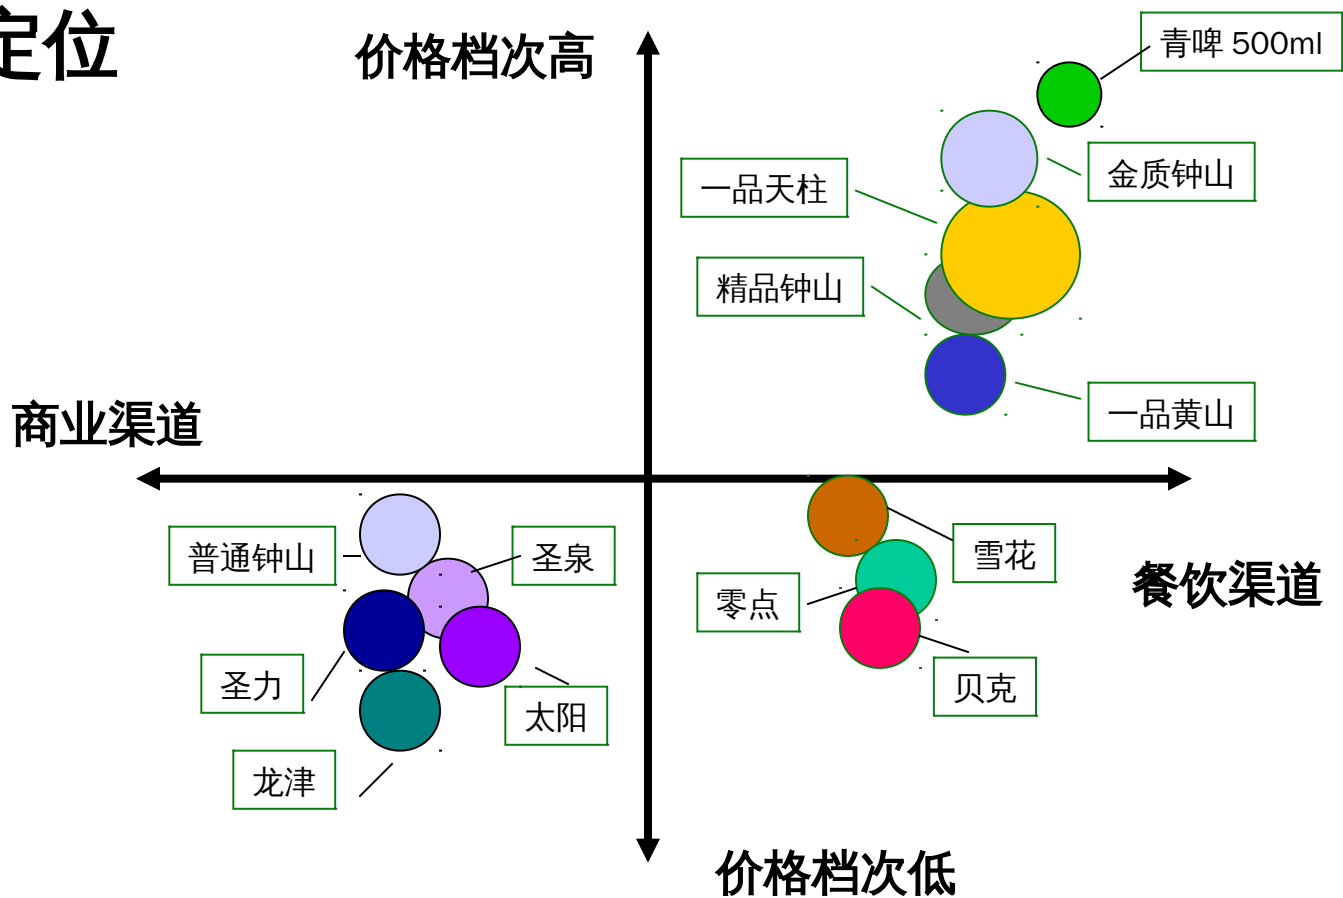 定位
价格档次高
青啤 500ml
金质钟山
一品天柱
精品钟山
一品黄山
商业渠道
普通钟山
圣泉
雪花
餐饮渠道
零点
圣力
贝克
太阳
龙津
价格档次低